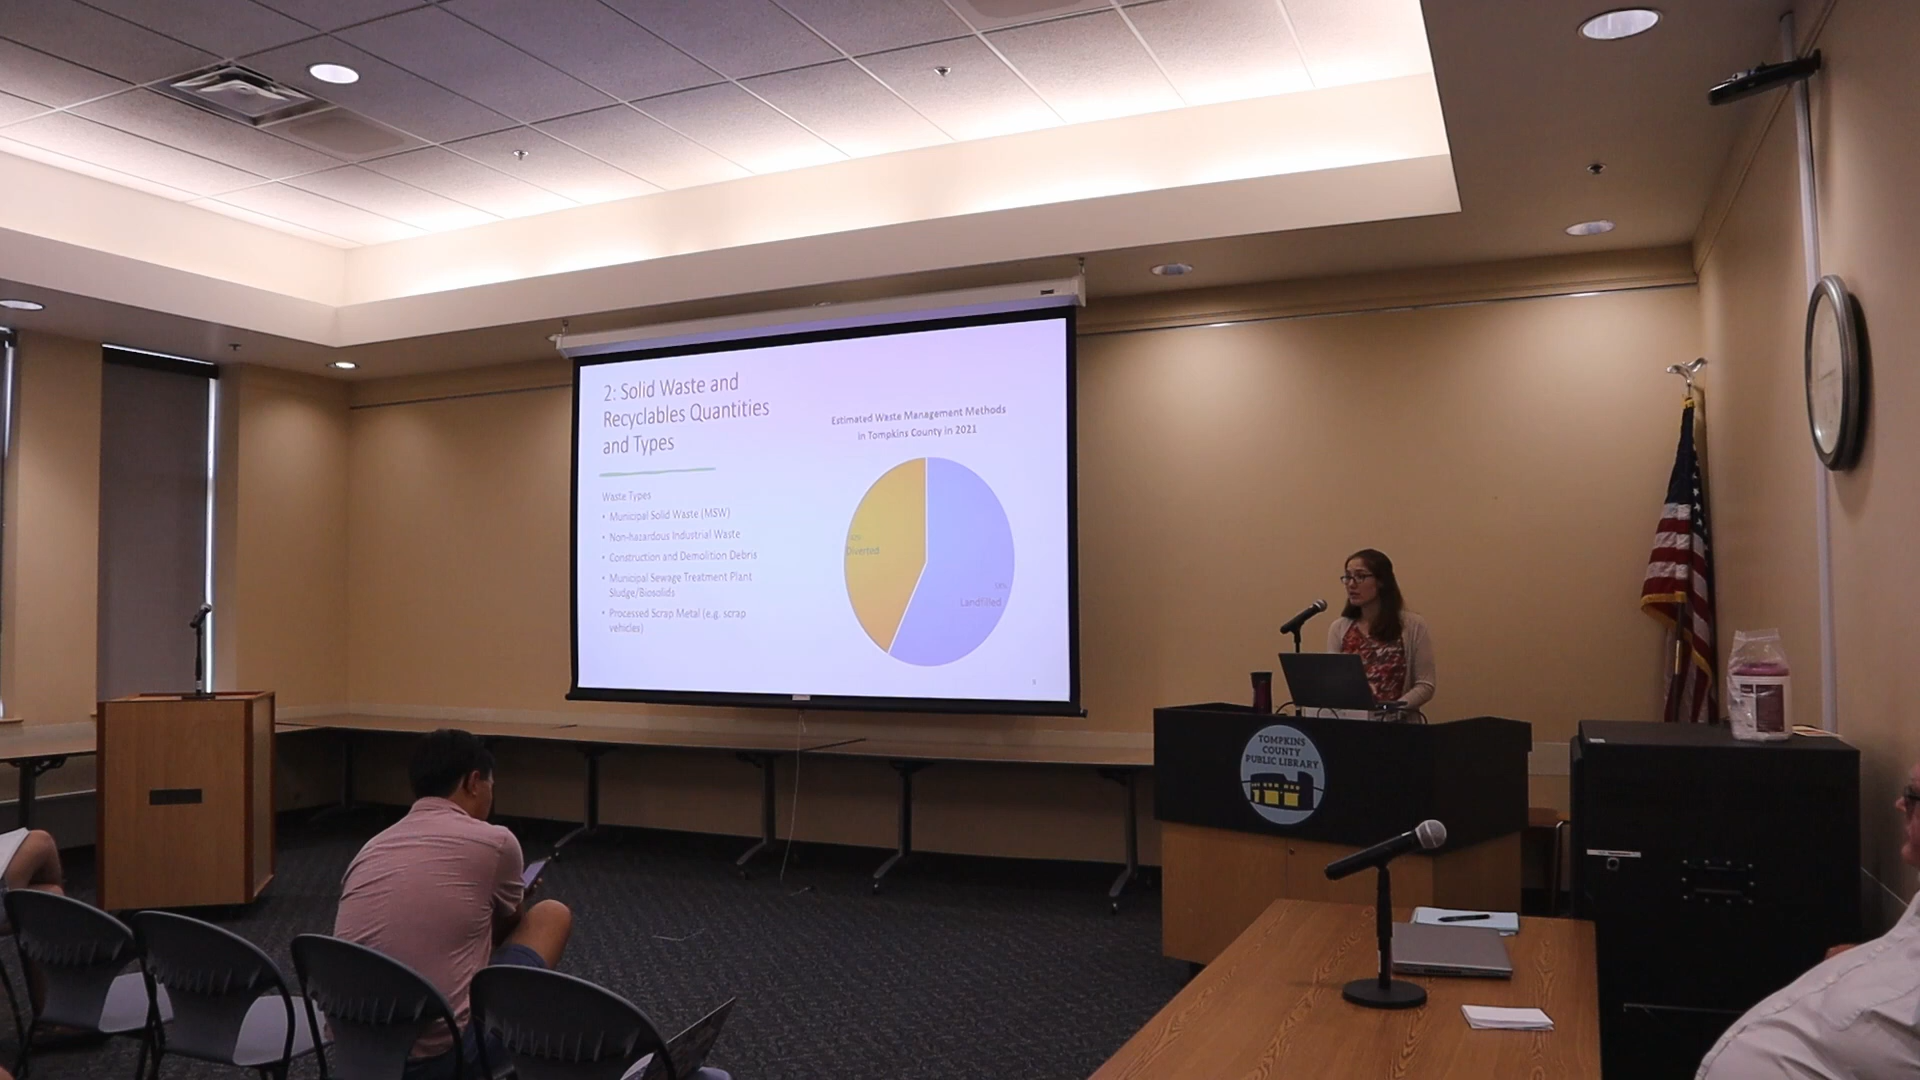 2: Solid Waste and
Recyclables Quantities
and Types
Waste Types
• Municipal Solid Waste (MSW)
• Non-hazardous Industrial Waste
• Construction and Demolition Debris
• Municipal Sewage Treatment Plant
Sludge/Biosolids
• Processed Scrap Metal (e.g. scrap
vehicles)
Estimated Waste Management Methods
in Tompkins County in 2021
42%
Diverted
58%
Landfilled
TOMPKINS
COUNTY
PUBLIC LIBRARY